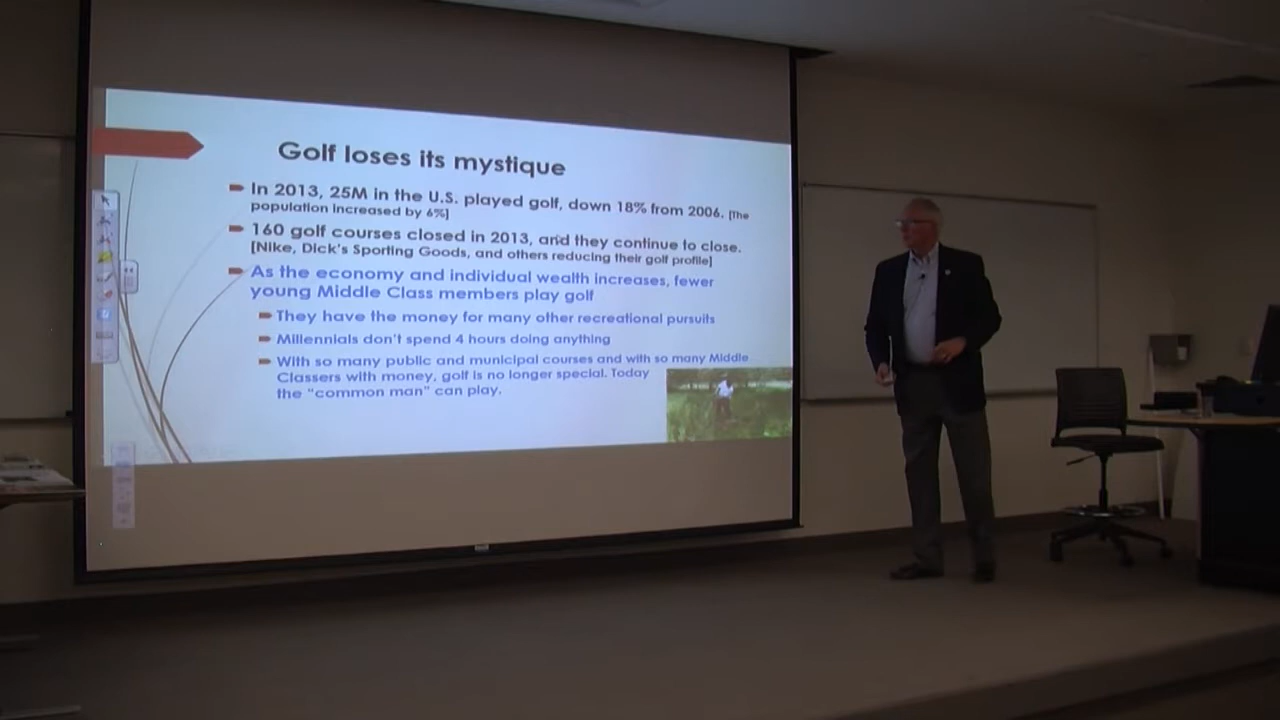 Golf loses its mystique
In 2013, 25M in the U.S. played golf, down 18% from 2006. [The
population increased by 6%]
160 golf courses closed in 2013, and they continue to close.
[Nike, Dick's Sporting Goods, and others reducing their golf profile]
As the economy and individual wealth increases, fewer
young Middle Class members play golf
They have the money for many other recreational pursuits
Millennials don't spend 4 hours doing anything
With so many public and municipal courses and with so many Middle
Classers with money, golf is no longer special. Today
the “common man” can play.